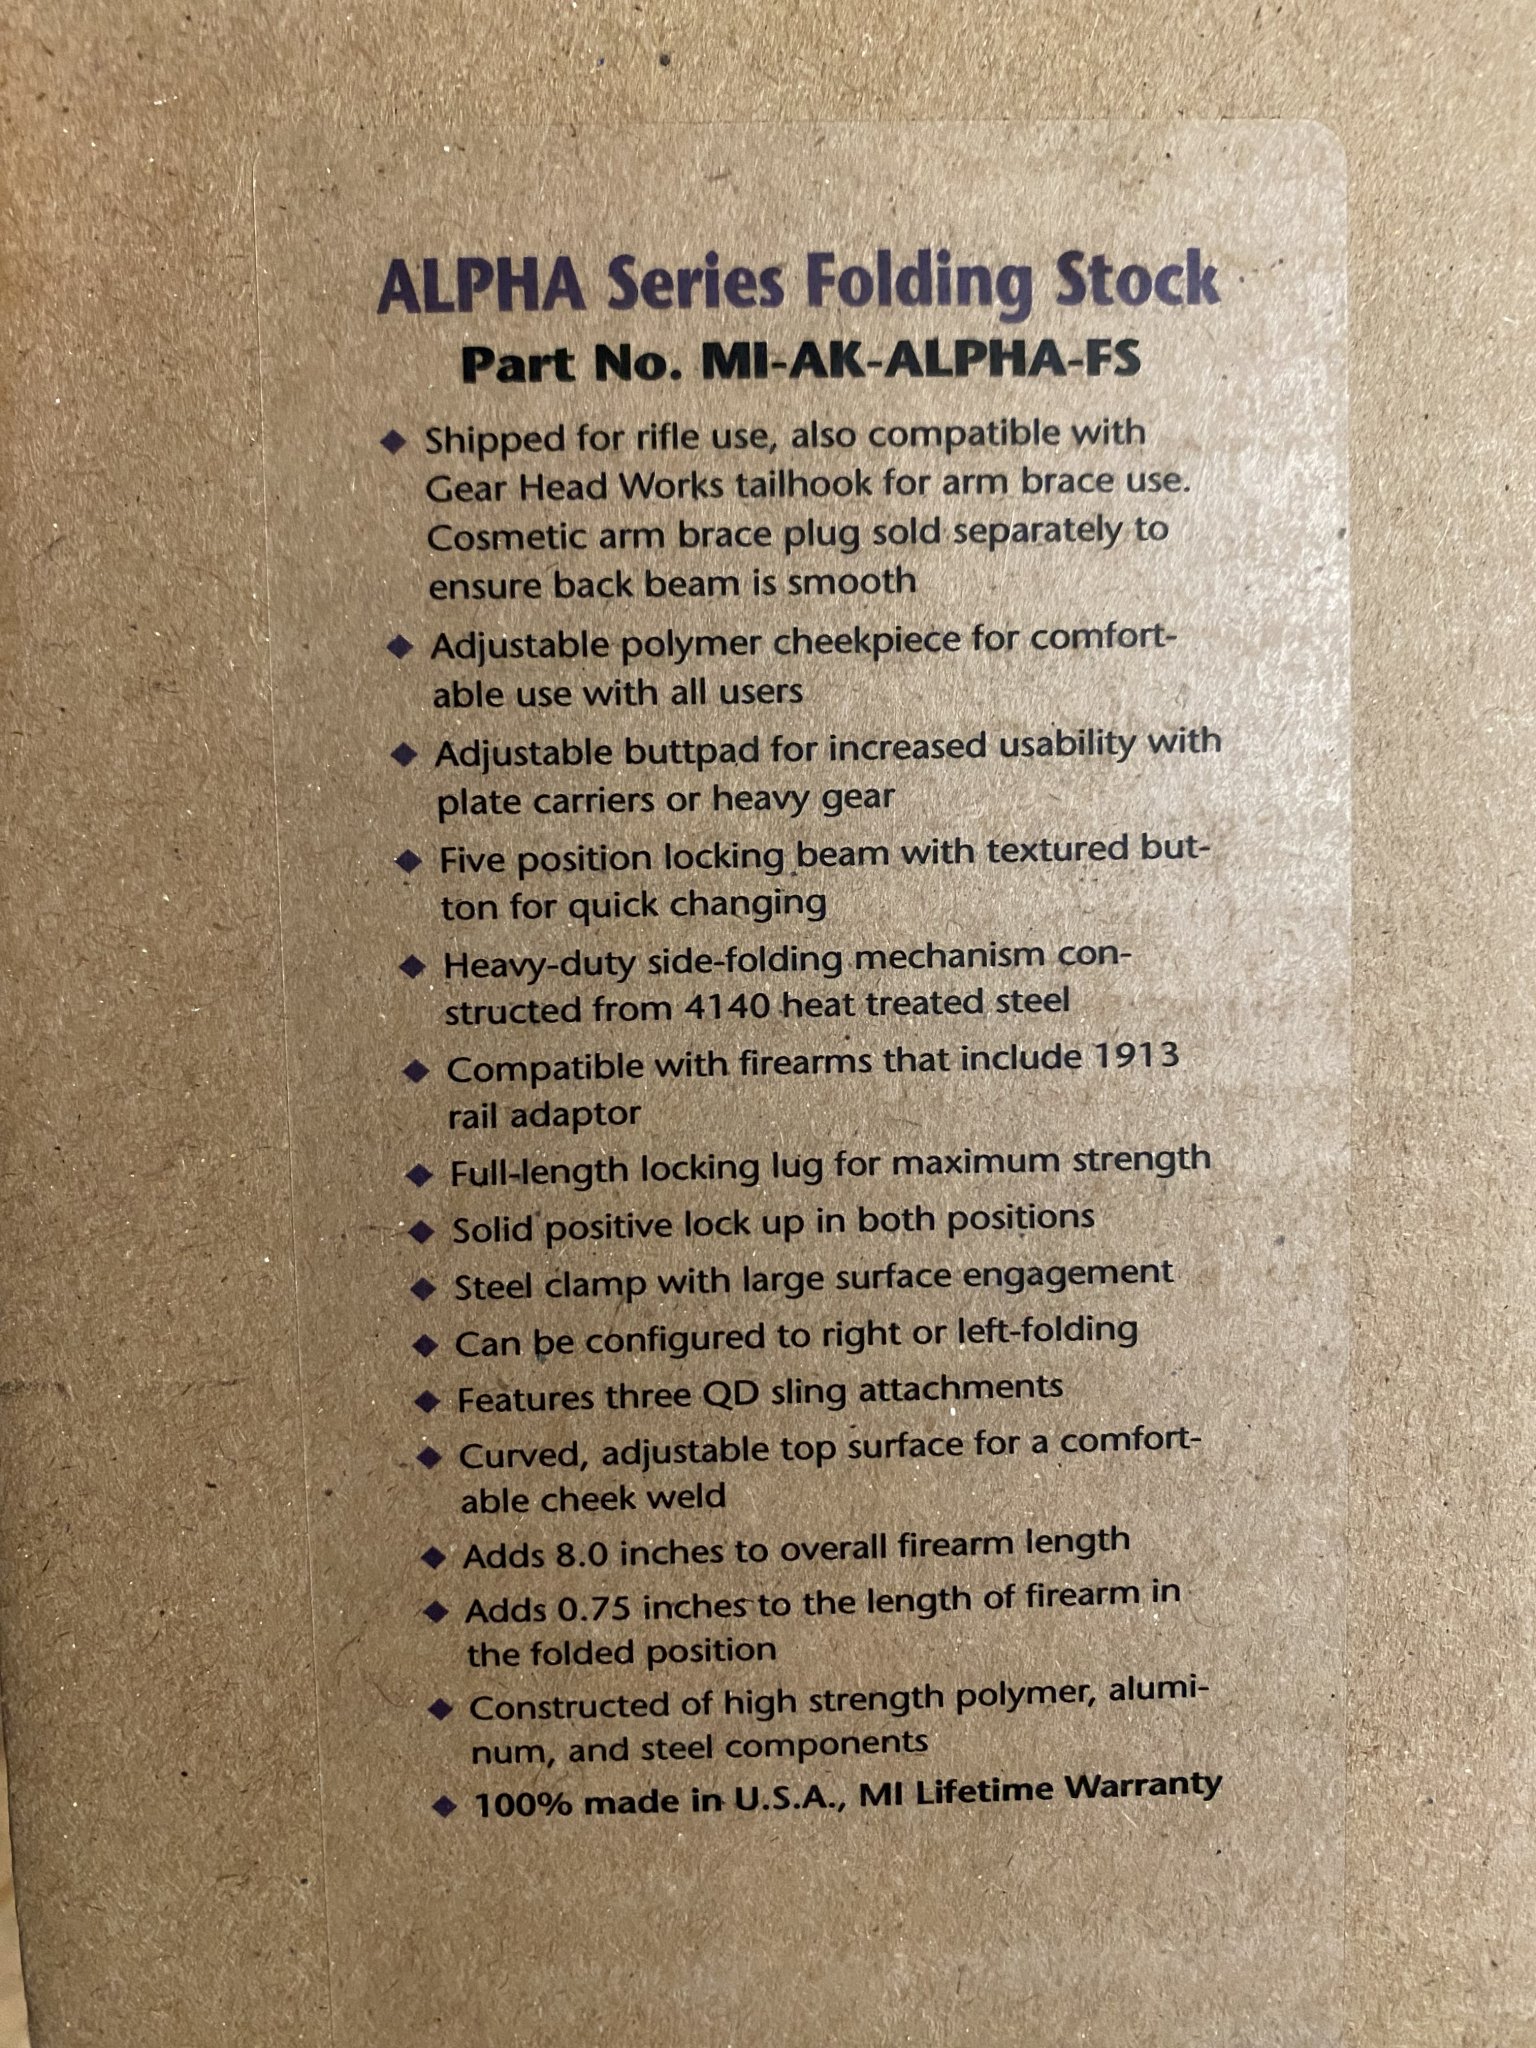 ALPHA Series Folding Stock
Part No. MI-AK-ALPHA-FS
◆ Shipped for rifle use, also compatible with
Gear Head Works tailhook for arm brace use.
Cosmetic arm brace plug sold separately to
ensure back beam is smooth
◆ Adjustable polymer cheekpiece for comfort-
able use with all users
◆ Adjustable buttpad for increased usability with
plate carriers or heavy gear
◆ Five position locking beam with textured but-
ton for quick changing
◆ Heavy-duty side-folding mechanism con-
structed from 4140 heat treated steel
◆ Compatible with firearms that include 1913
rail adaptor
◆ Full-length locking lug for maximum strength
◆ Solid positive lock up in both positions
◆ Steel clamp with large surface engagement
◆ Can be configured to right or left-folding
◆ Features three QD sling attachments
◆ Curved, adjustable top surface for a comfort-
able cheek weld
◆ Adds 8.0 inches to overall firearm length
◆ Adds 0.75 inches to the length of firearm in
the folded position
◆ Constructed of high strength polymer, alumi-
num, and steel components
◆ 100% made in U.S.A., MI Lifetime Warranty